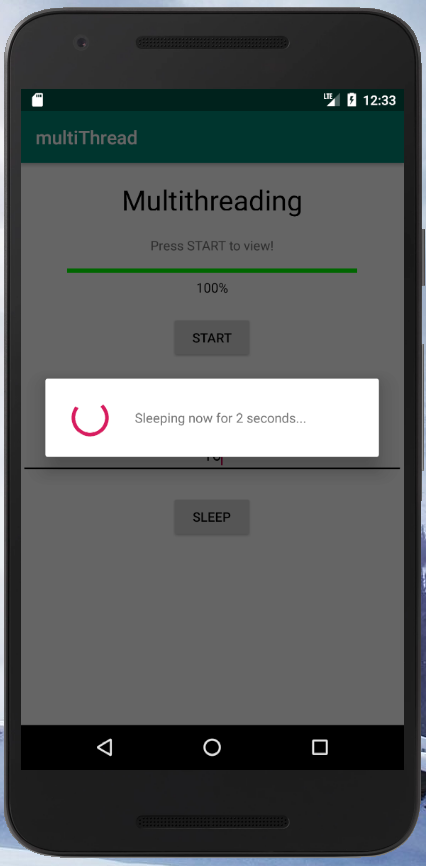 LTE 12:33
multiThread
Multithreading
Press START to view!
100%
START
Sleeping now for 2 seconds...
SLEEP